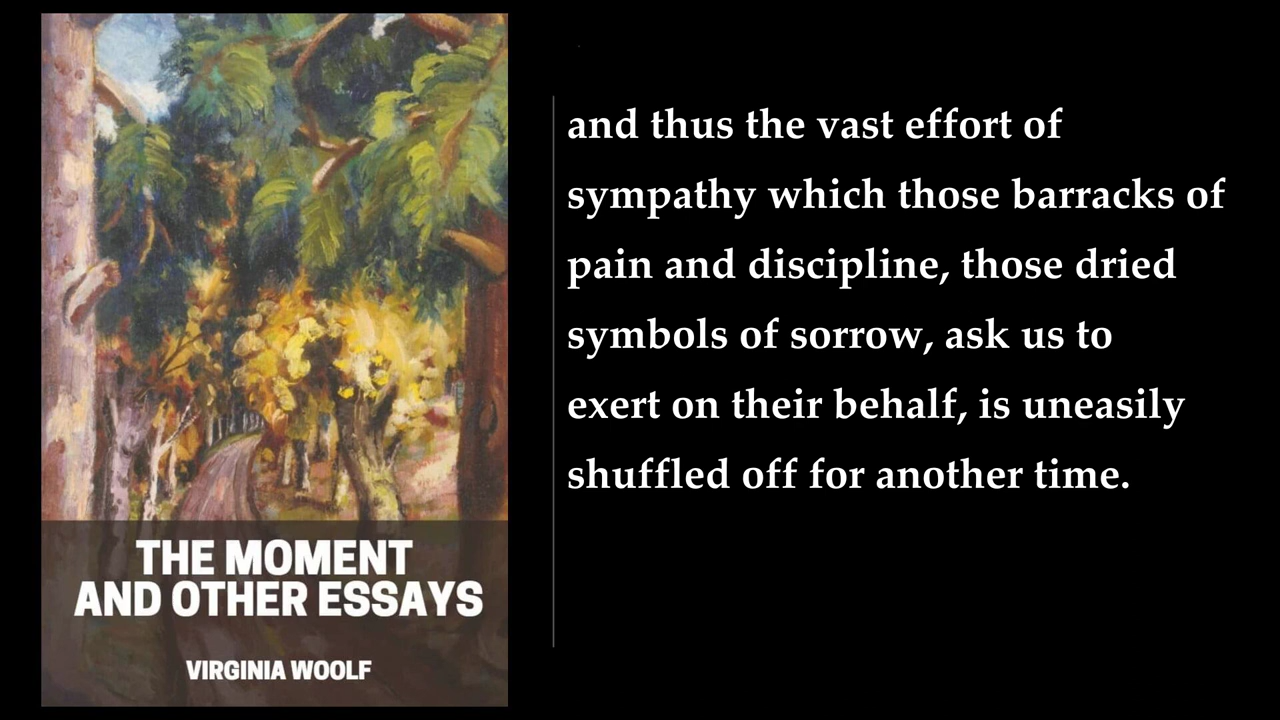 THE MOMENT
AND OTHER ESSAYS
VIRGINIA WOOLF
and thus the vast effort of
sympathy which those barracks of
pain and discipline, those dried
symbols of sorrow, ask us to
exert on their behalf, is uneasily
shuffled off for another time.